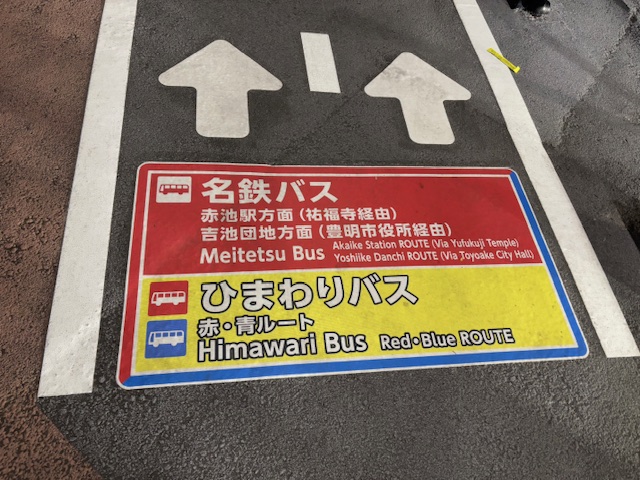 名鉄バス
赤池駅方面（祐福寺経由）
吉池団地方面（豊明市役所経由）
Meitetsu Bus Akaike Station ROUTE (Via Yufukuji Temple)
Yoshiike Danchi ROUTE (Via Toyoake City Hall)
ひまわりバス
赤・青ルート
Himawari Bus Red・Blue ROUTE